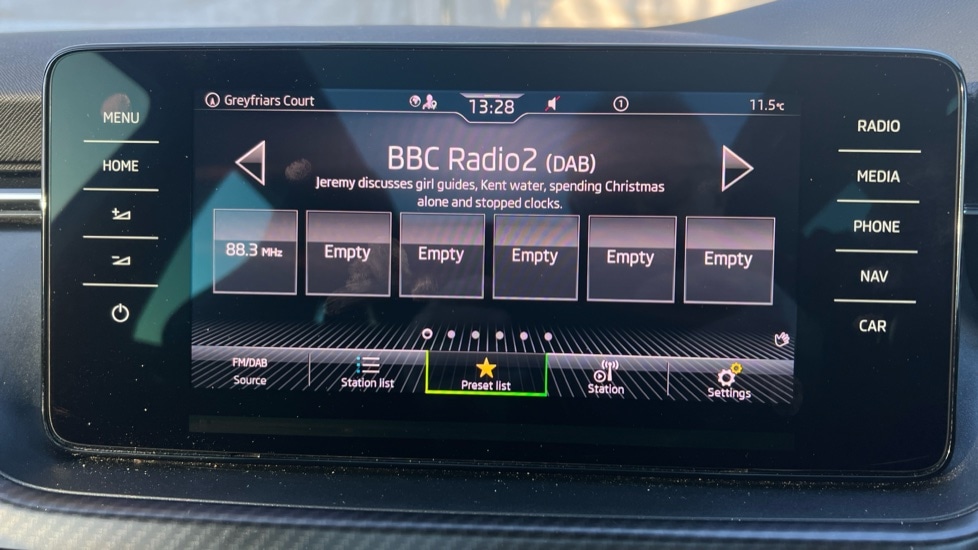 Greyfriars Court
13:28
1
11.5°C
MENU
HOME
RADIO
MEDIA
PHONE
NAV
CAR
BBC Radio2 (DAB)
Jeremy discusses girl guides, Kent water, spending Christmas
alone and stopped clocks.
88.3 MHz
Empty
Empty
Empty
Empty
Empty
FM/DAB
Source
Station list
Preset list
Station
Settings